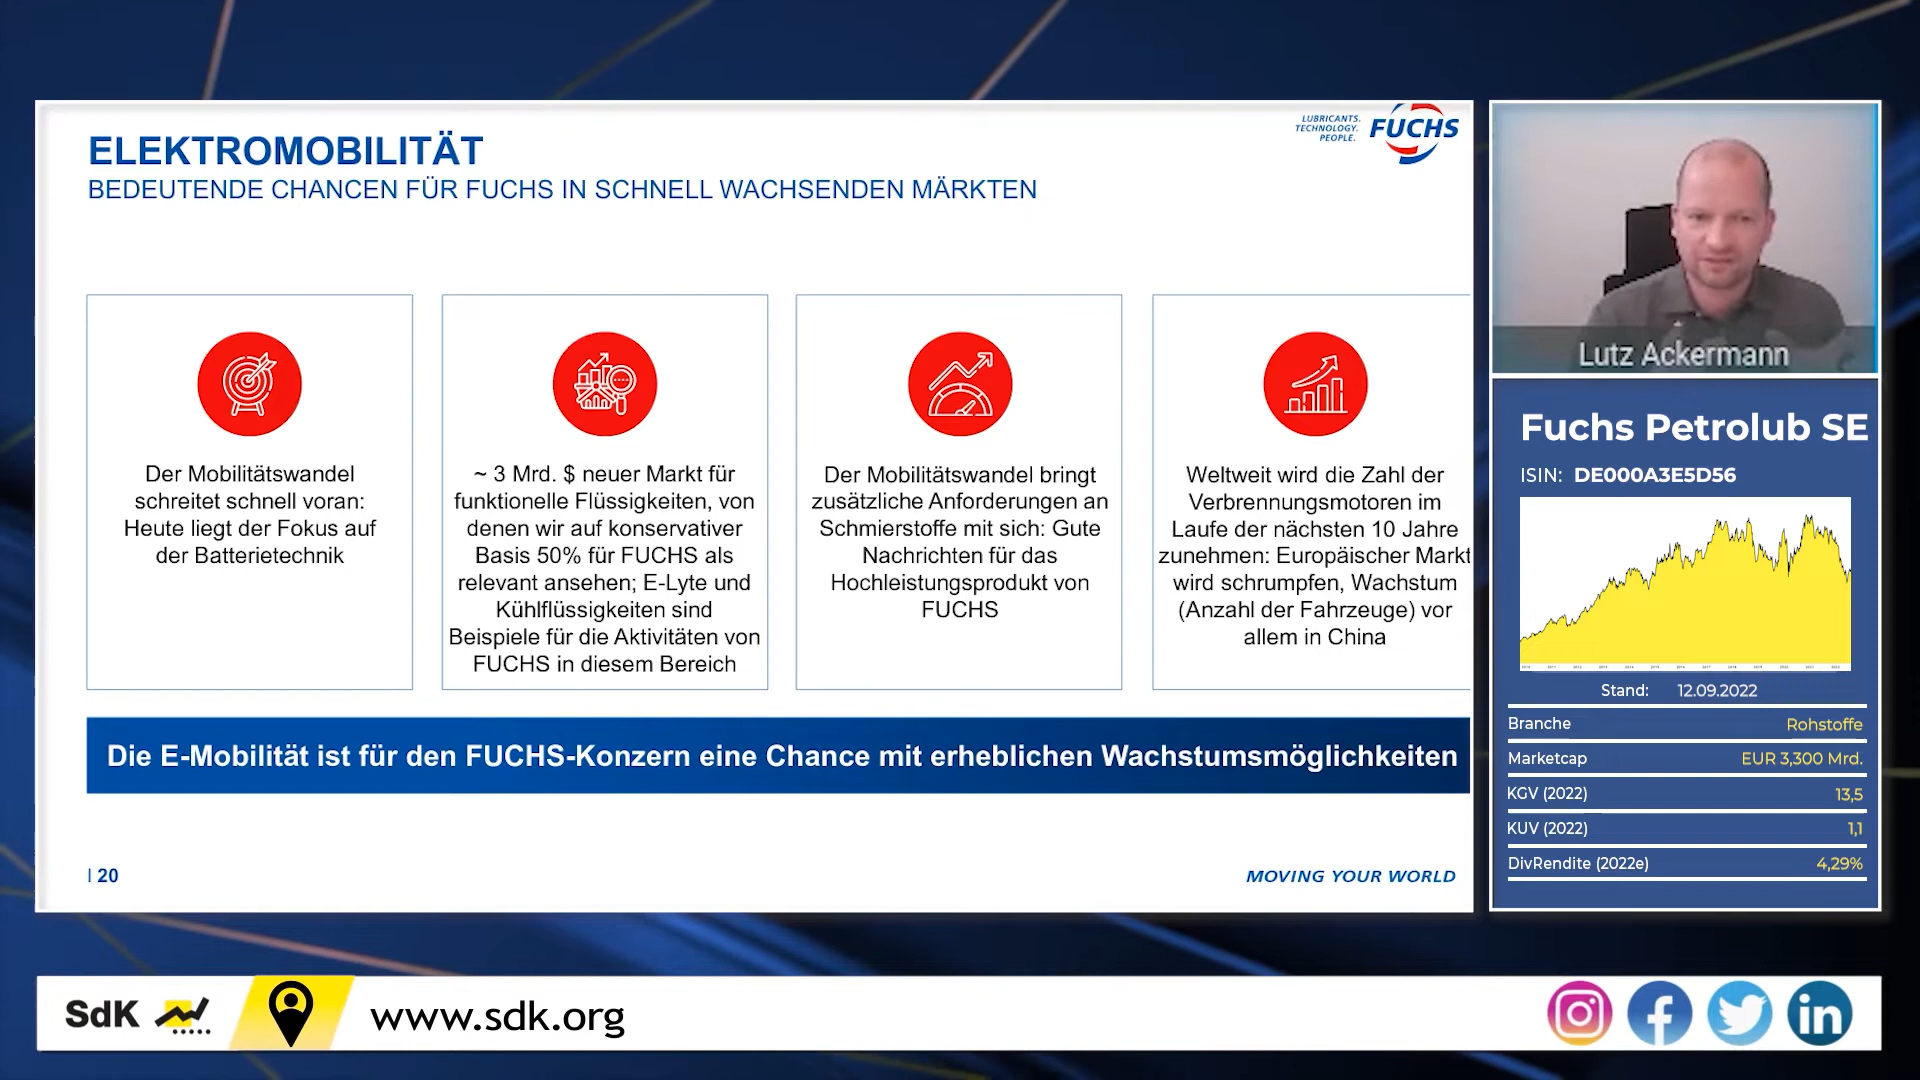 LUBRICANTS.
TECHNOLOGY.
PEOPLE.
FUCHS
ELEKTROMOBILITÄT
BEDEUTENDE CHANCEN FÜR FUCHS IN SCHNELL WACHSENDEN MÄRKTEN
Der Mobilitätswandel
schreitet schnell voran:
Heute liegt der Fokus auf
der Batterietechnik
~ 3 Mrd. $ neuer Markt für
funktionelle Flüssigkeiten, von
denen wir auf konservativer
Basis 50% für FUCHS als
relevant ansehen; E-Lyte und
Kühlflüssigkeiten sind
Beispiele für die Aktivitäten von
FUCHS in diesem Bereich
Der Mobilitätswandel bringt
zusätzliche Anforderungen an
Schmierstoffe mit sich: Gute
Nachrichten für das
Hochleistungsprodukt von
FUCHS
Weltweit wird die Zahl der
Verbrennungsmotoren im
Laufe der nächsten 10 Jahre
zunehmen: Europäischer Markt
wird schrumpfen, Wachstum
(Anzahl der Fahrzeuge) vor
allem in China
Die E-Mobilität ist für den FUCHS-Konzern eine Chance mit erheblichen Wachstumsmöglichkeiten
| 20
MOVING YOUR WORLD
Lutz Ackermann
Fuchs Petrolub SE
ISIN: DE000A3E5D56
Stand: 12.09.2022
Branche Rohstoffe
Marketcap EUR 3,300 Mrd.
KGV (2022) 13,5
KUV (2022) 1,1
DivRendite (2022e) 4,29%
SdK
www.sdk.org